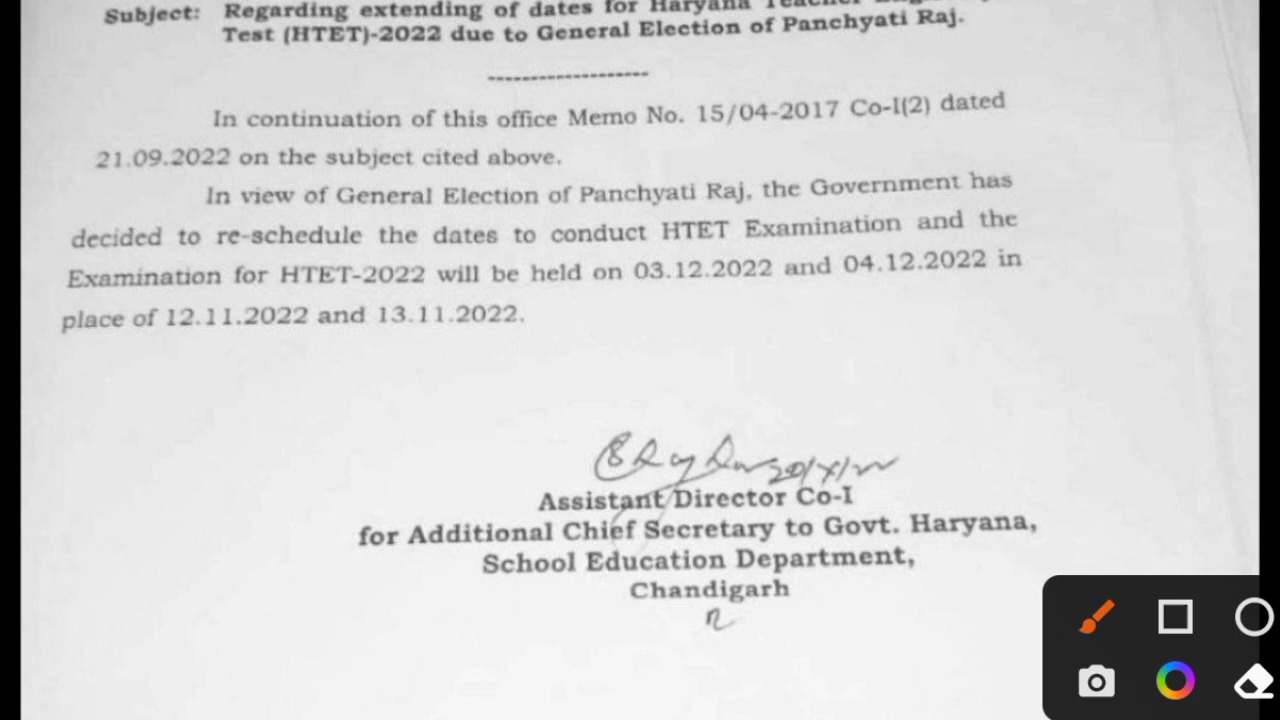 Subject: Regarding extending of dates for Haryana Teacher
Test (HTET)-2022 due to General Election of Panchyati Raj.
-------------------
In continuation of this office Memo No. 15/04-2017 Co-I(2) dated
21.09.2022 on the subject cited above.
In view of General Election of Panchyati Raj, the Government has
decided to re-schedule the dates to conduct HTET Examination and the
Examination for HTET-2022 will be held on 03.12.2022 and 04.12.2022 in
place of 12.11.2022 and 13.11.2022.
20/X/22
Assistant Director Co-I
for Additional Chief Secretary to Govt. Haryana,
School Education Department,
Chandigarh